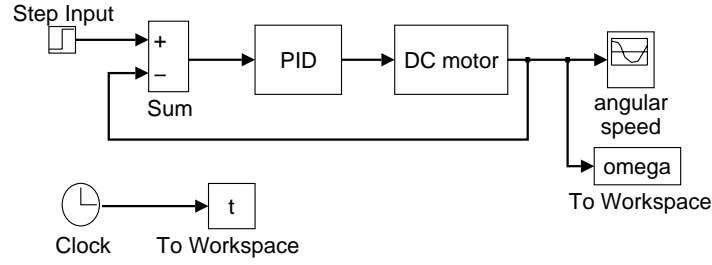 Step Input
+
−
Sum
PID
DC motor
angular
speed
omega
To Workspace
Clock
t
To Workspace